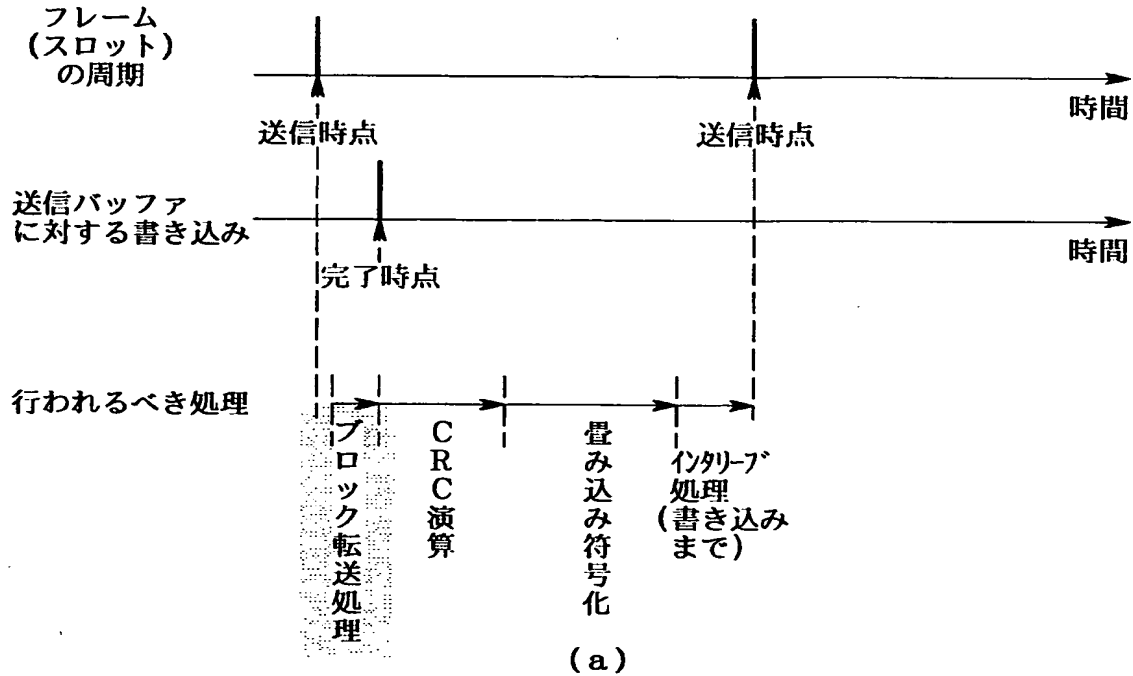 フレーム
(スロット)
の周期
時間
送信時点
送信時点
送信バッファ
に対する書き込み
時間
完了時点
行われるべき処理
ブロック転送処理
CRC演算
畳み込み符号化
インタリーブ
処理
(書き込み
まで)
(a)